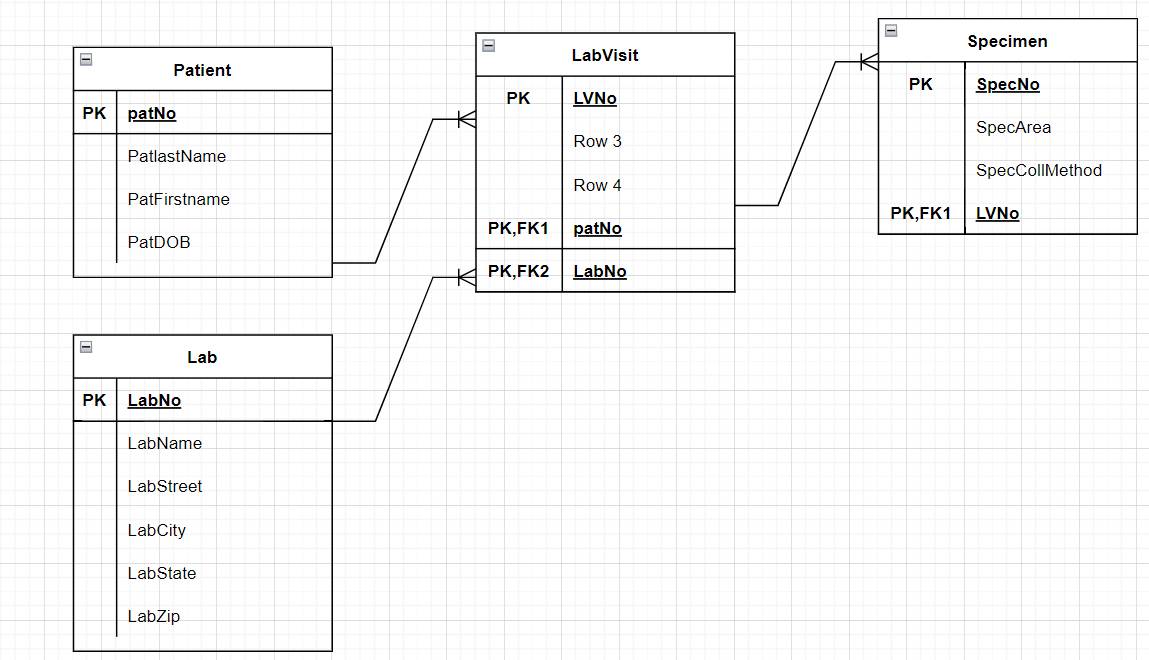 Patient
PK patNo
PatlastName
PatFirstname
PatDOB
Lab
PK LabNo
LabName
LabStreet
LabCity
LabState
LabZip
LabVisit
PK LVNo
Row 3
Row 4
PK,FK1 patNo
PK,FK2 LabNo
Specimen
PK SpecNo
SpecArea
SpecCollMethod
PK,FK1 LVNo